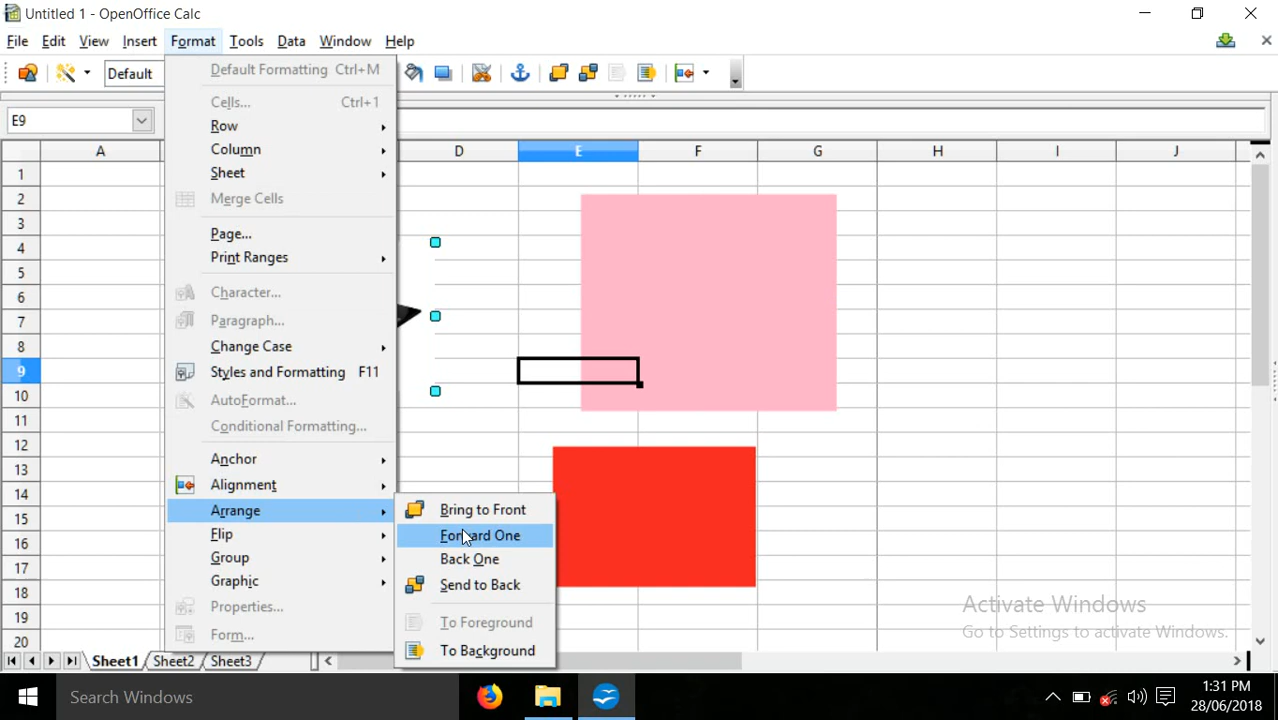 Untitled 1 - OpenOffice Calc
File Edit View Insert Format Tools Data Window Help
Default
E9
Default Formatting Ctrl+M
Cells... Ctrl+1
Row
Column
Sheet
Merge Cells
Page...
Print Ranges
Character...
Paragraph...
Change Case
Styles and Formatting F11
AutoFormat...
Conditional Formatting...
Anchor
Alignment
Arrange
Flip
Group
Graphic
Properties...
Form...
Bring to Front
Forward One
Back One
Send to Back
To Foreground
To Background
A D E F G H I J
1
2
3
4
5
6
7
8
9
10
11
12
13
14
15
16
17
18
19
20
Activate Windows
Go to Settings to activate Windows.
Sheet1 Sheet2 Sheet3
Search Windows
1:31 PM
28/06/2018